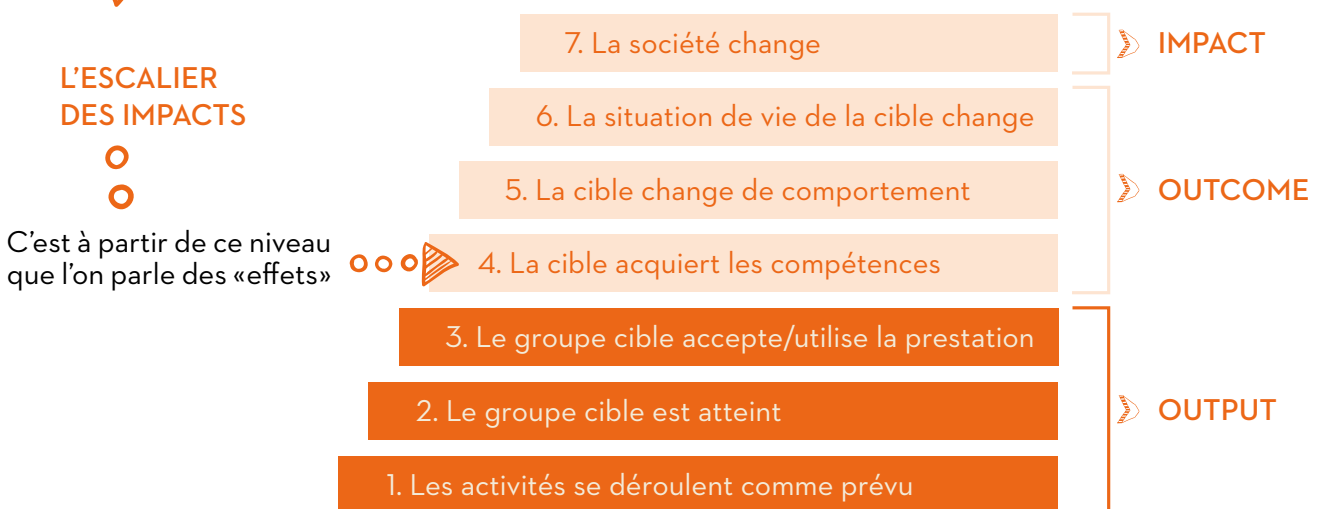 7. La société change
IMPACT
L'ESCALIER
DES IMPACTS
6. La situation de vie de la cible change
5. La cible change de comportement
OUTCOME
C'est à partir de ce niveau
que l'on parle des «effets»
4. La cible acquiert les compétences
3. Le groupe cible accepte/utilise la prestation
2. Le groupe cible est atteint
OUTPUT
1. Les activités se déroulent comme prévu